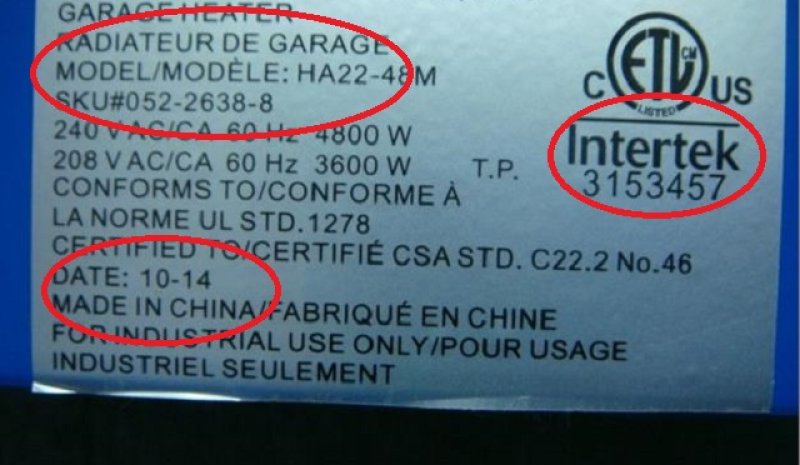 GARAGE HEATER
RADIATEUR DE GARAGE
MODEL/MODÈLE: HA22-48M
SKU#052-2638-8
240 V AC/CA 60 Hz 4800 W
208 V AC/CA 60 Hz 3600 W
T.P.
CONFORMS TO/CONFORME À
LA NORME UL STD.1278
CERTIFIED TO/CERTIFIÉ CSA STD. C22.2 No.46
DATE: 10-14
MADE IN CHINA/FABRIQUÉ EN CHINE
FOR INDUSTRIAL USE ONLY/POUR USAGE
INDUSTRIEL SEULEMENT
ETL CM
C US
LISTED
Intertek
3153457